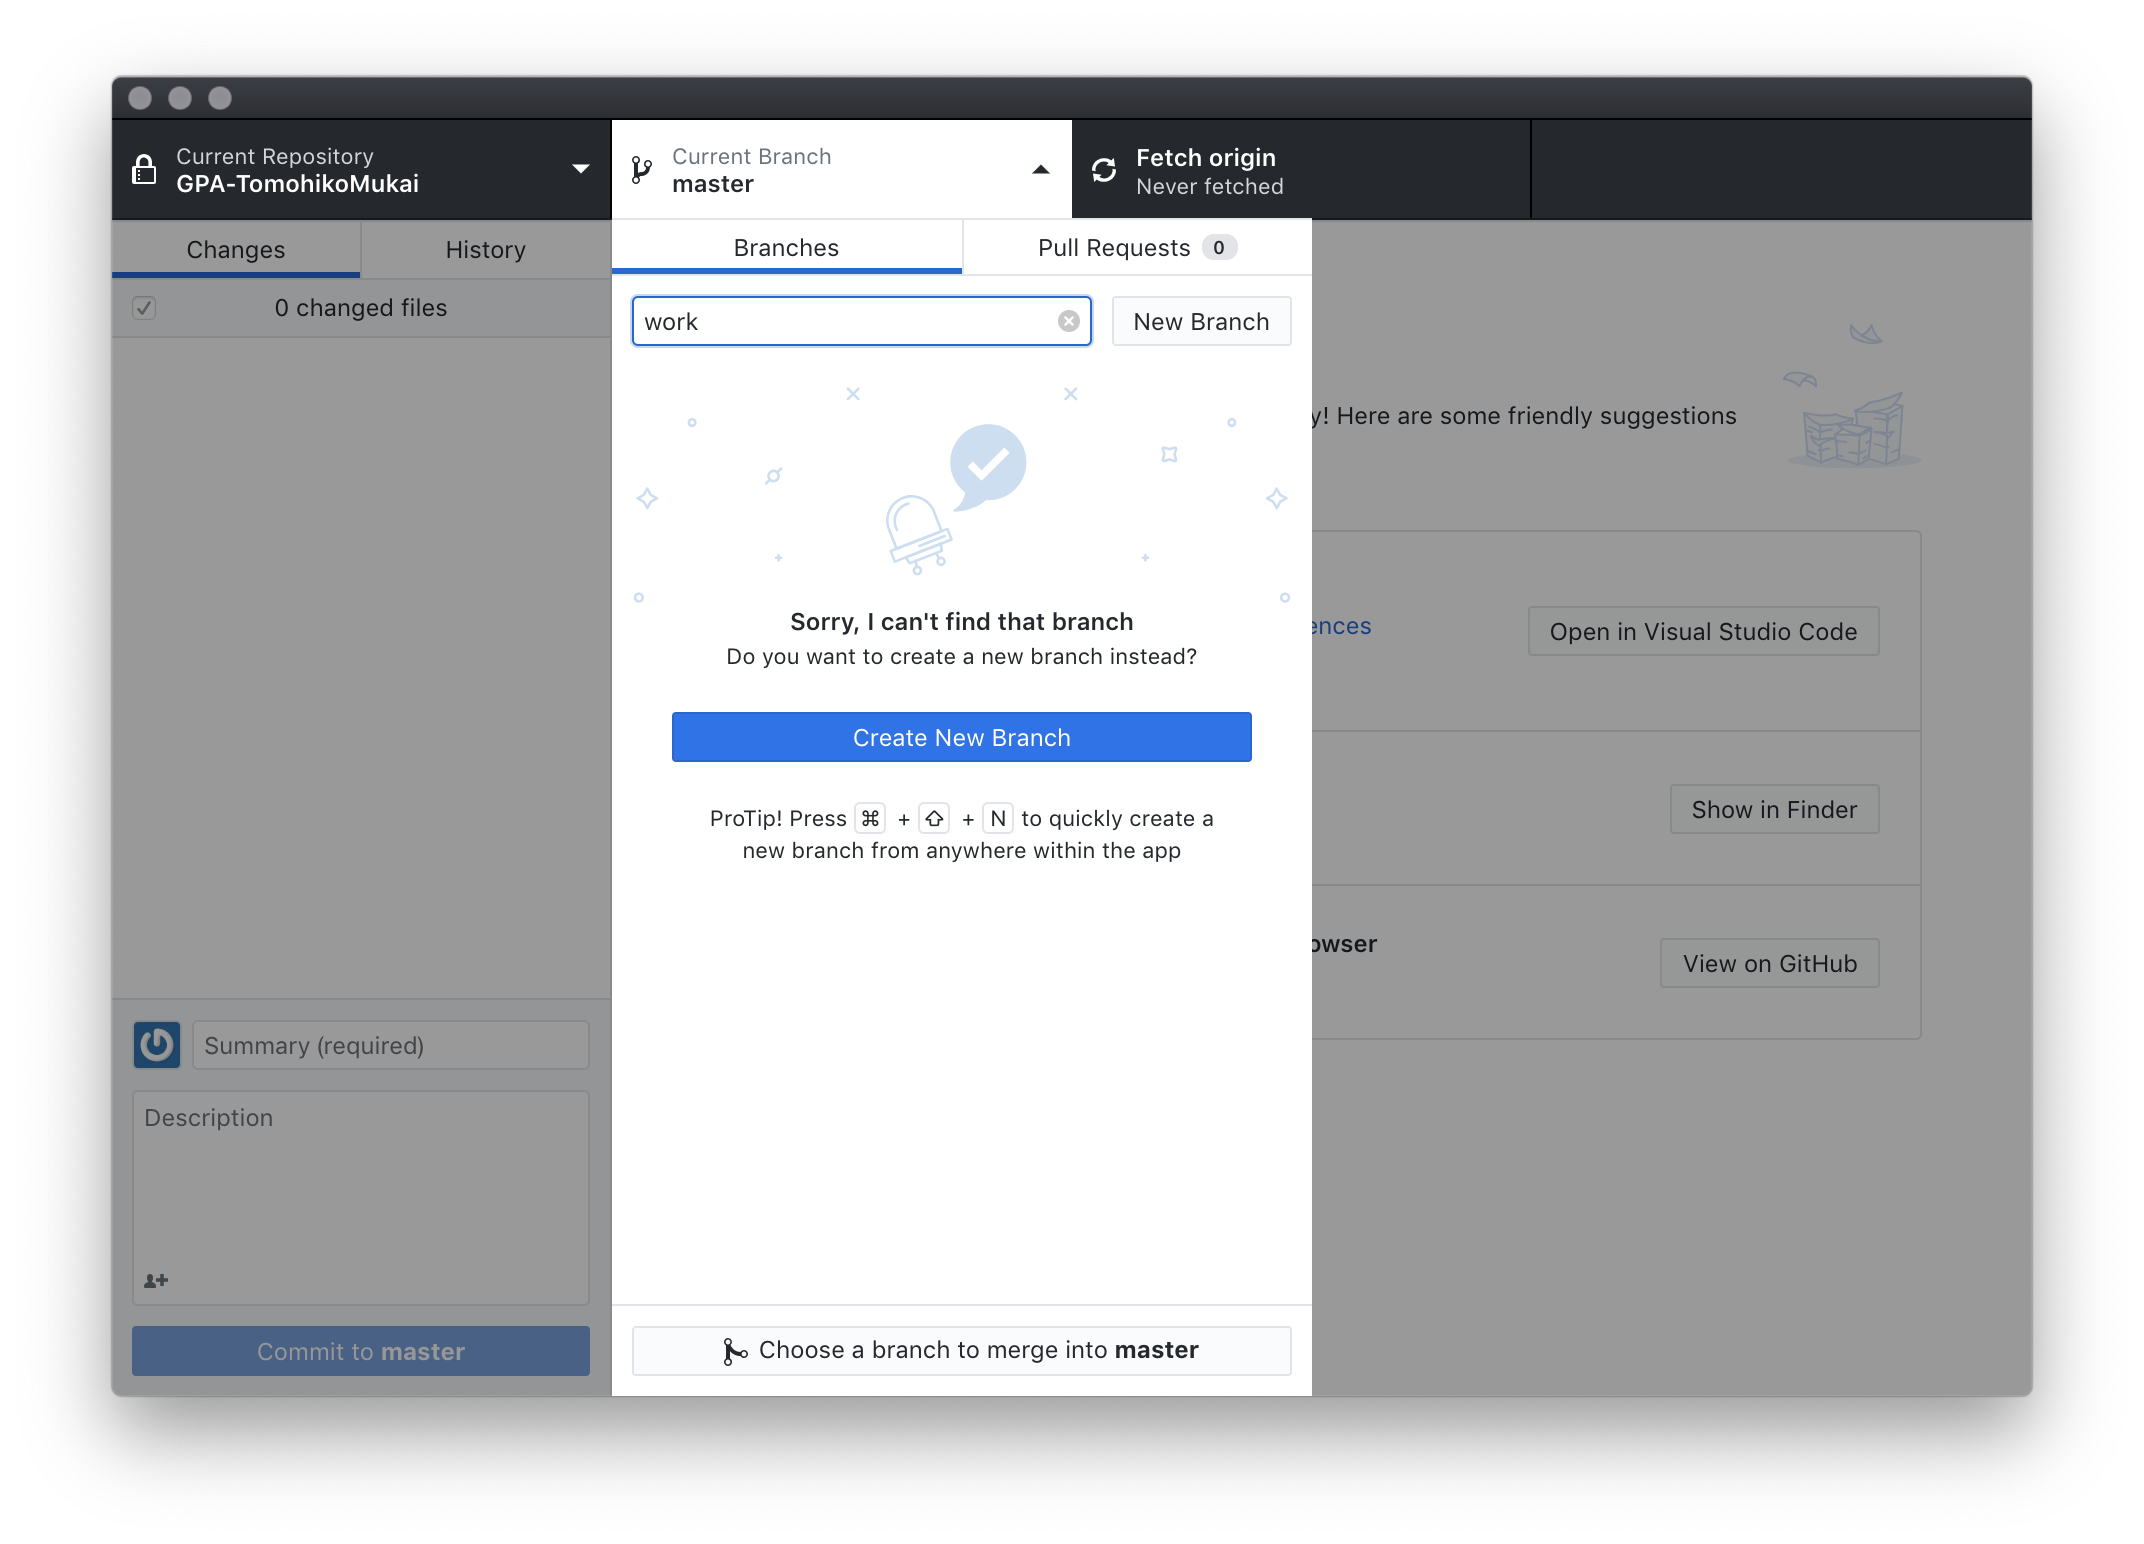 Current Repository
GPA-TomohikoMukai
Current Branch
master
Fetch origin
Never fetched
Changes
History
0 changed files
Branches
Pull Requests 0
work
New Branch
Sorry, I can't find that branch
Do you want to create a new branch instead?
Create New Branch
ProTip! Press ⌘ + ⇧ + N to quickly create a
new branch from anywhere within the app
Choose a branch to merge into master
y! Here are some friendly suggestions
ences
Open in Visual Studio Code
Show in Finder
owser
View on GitHub
Summary (required)
Description
Commit to master